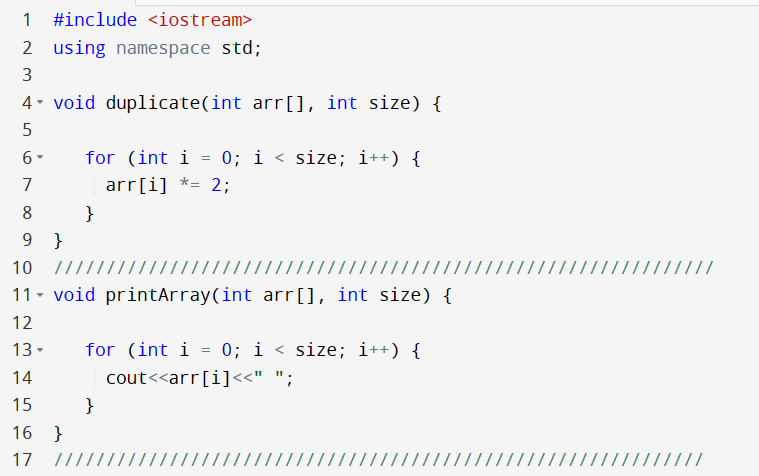 1 #include <iostream>
2 using namespace std;
3
4 void duplicate(int arr[], int size) {
5
6 for (int i = 0; i < size; i++) {
7 arr[i] *= 2;
8 }
9 }
10 ///////////////////////////////////////////////////////////////
11 void printArray(int arr[], int size) {
12
13 for (int i = 0; i < size; i++) {
14 cout<<arr[i]<<" ";
15 }
16 }
17 //////////////////////////////////////////////////////////////